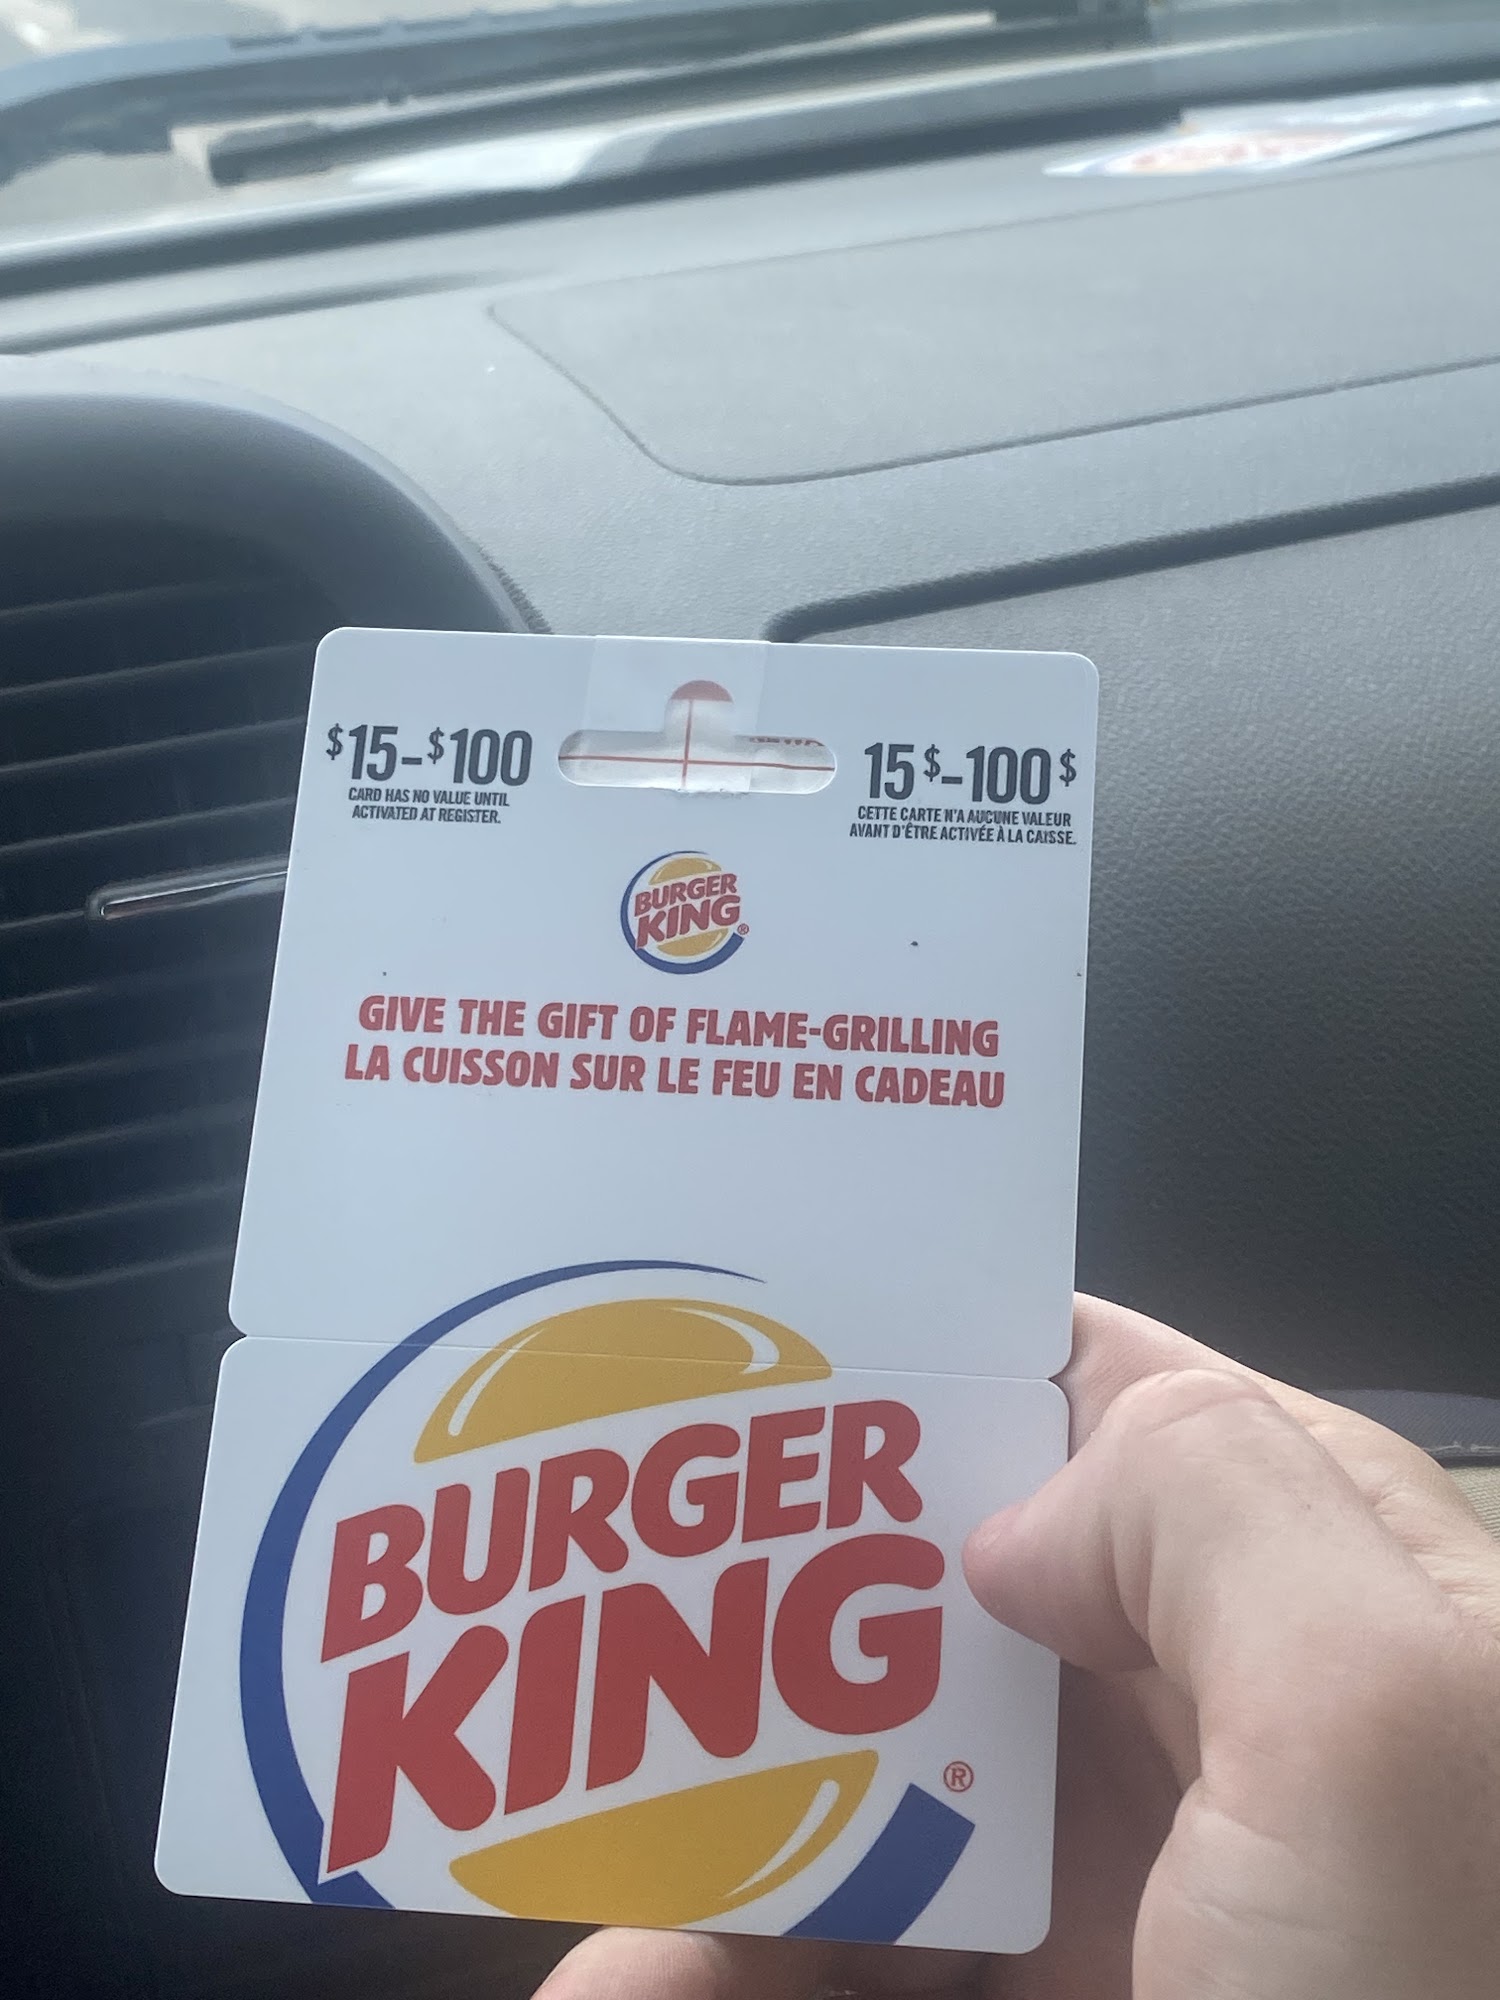 $15-$100
CARD HAS NO VALUE UNTIL
ACTIVATED AT REGISTER.
15$-100$
CETTE CARTE N'A AUCUNE VALEUR
AVANT D'ÊTRE ACTIVÉE À LA CAISSE.
BURGER
KING®
GIVE THE GIFT OF FLAME-GRILLING
LA CUISSON SUR LE FEU EN CADEAU
BURGER
KING
®